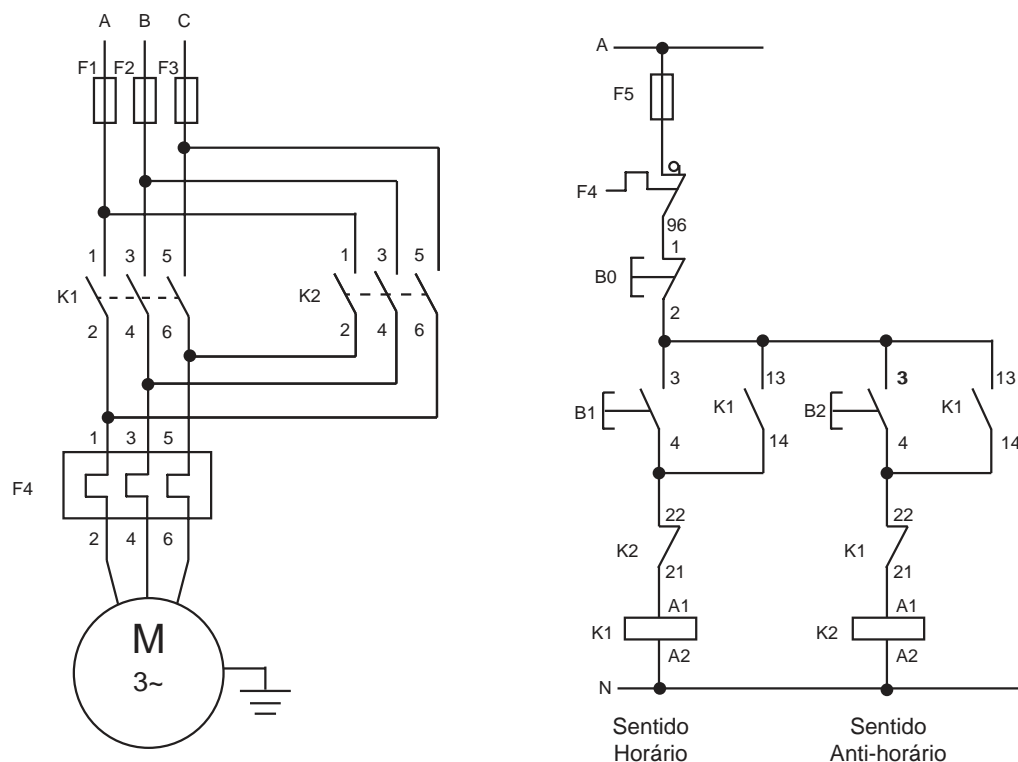 A B C
F1 F2 F3
1 3 5
K1
2 4 6
1 3 5
K2
2 4 6
1 3 5
F4
2 4 6
M
3~
A
F5
F4
96
1
B0
2
3 13 3 13
B1 K1 B2 K1
4 14 4 14
22 22
K2 K1
21 21
A1 A1
K1 K2
A2 A2
N
Sentido Sentido
Horário Anti-horário